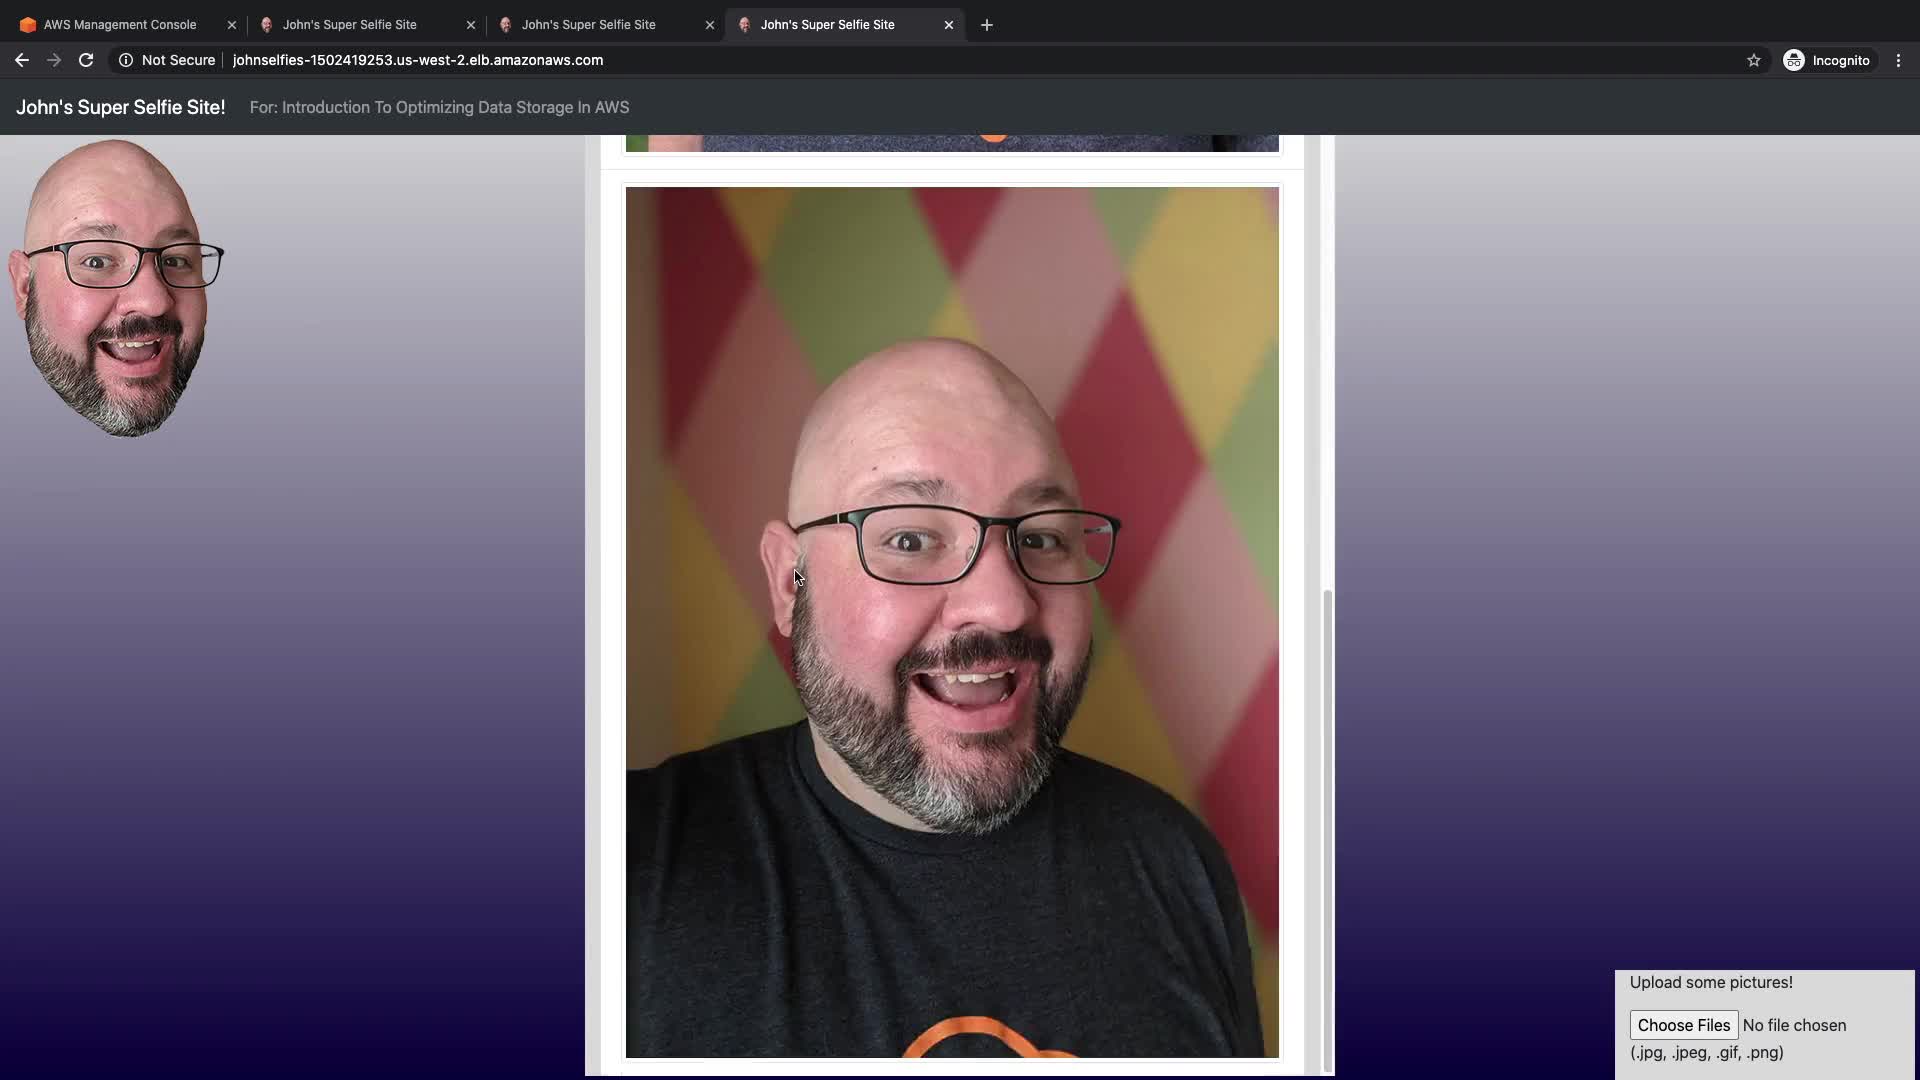 AWS Management Console
John's Super Selfie Site
John's Super Selfie Site
John's Super Selfie Site
Not Secure
johnselfies-1502419253.us-west-2.elb.amazonaws.com
Incognito
John's Super Selfie Site!
For: Introduction To Optimizing Data Storage In AWS
Upload some pictures!
Choose Files No file chosen
(.jpg, .jpeg, .gif, .png)